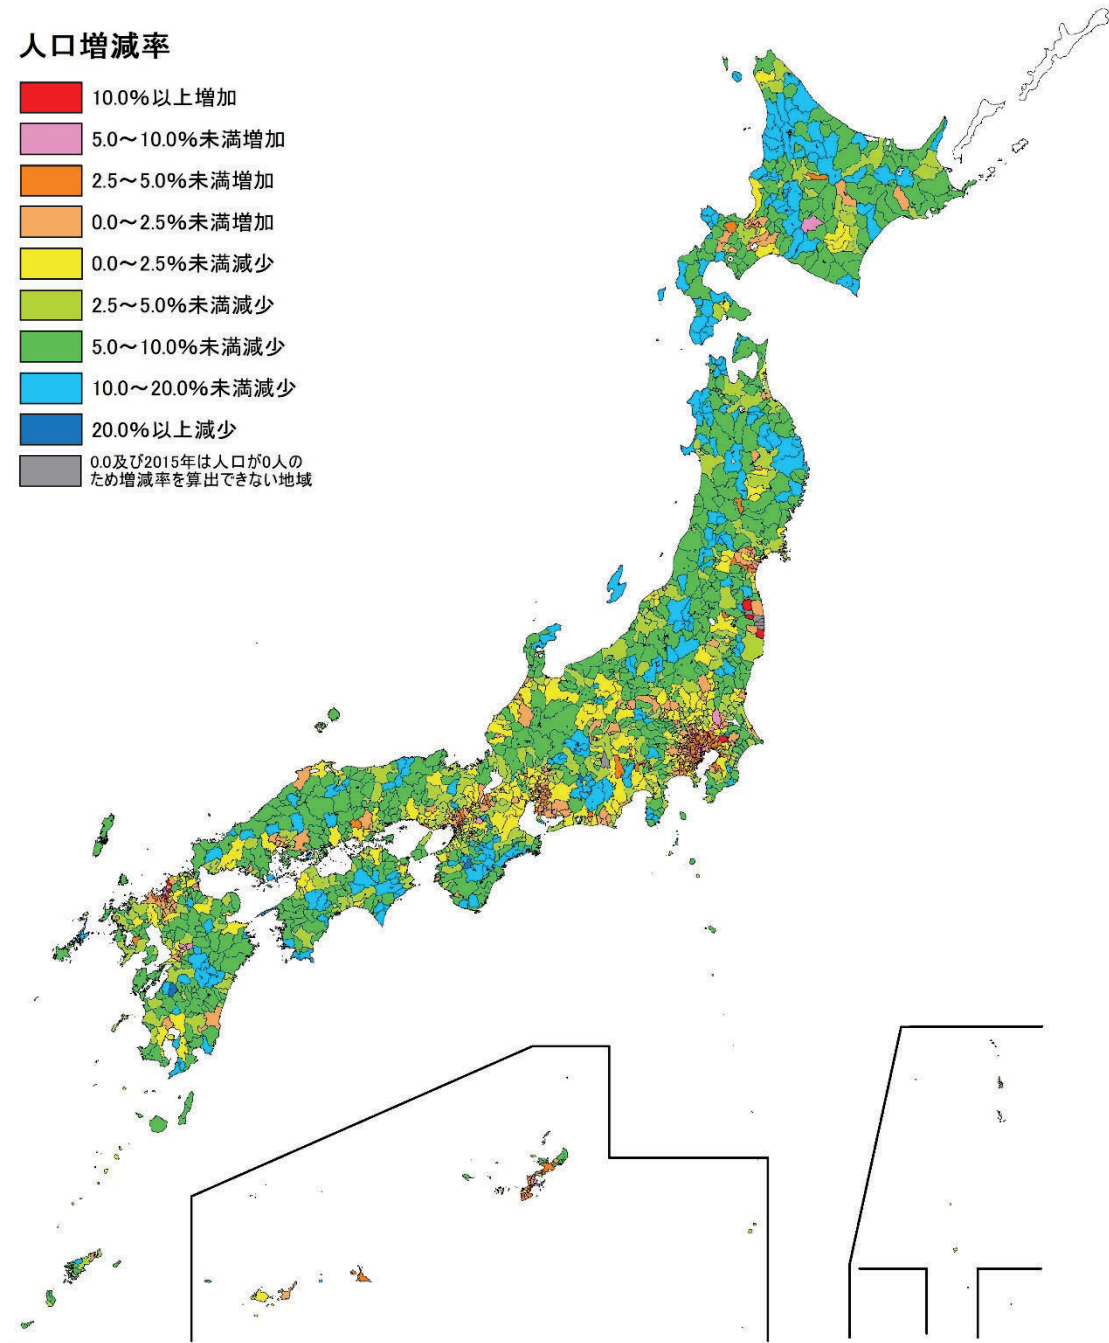 人口増減率
10.0%以上増加
5.0～10.0%未満増加
2.5～5.0%未満増加
0.0～2.5%未満増加
0.0～2.5%未満減少
2.5～5.0%未満減少
5.0～10.0%未満減少
10.0～20.0%未満減少
20.0%以上減少
0.0及び2015年は人口が0人の
ため増減率を算出できない地域